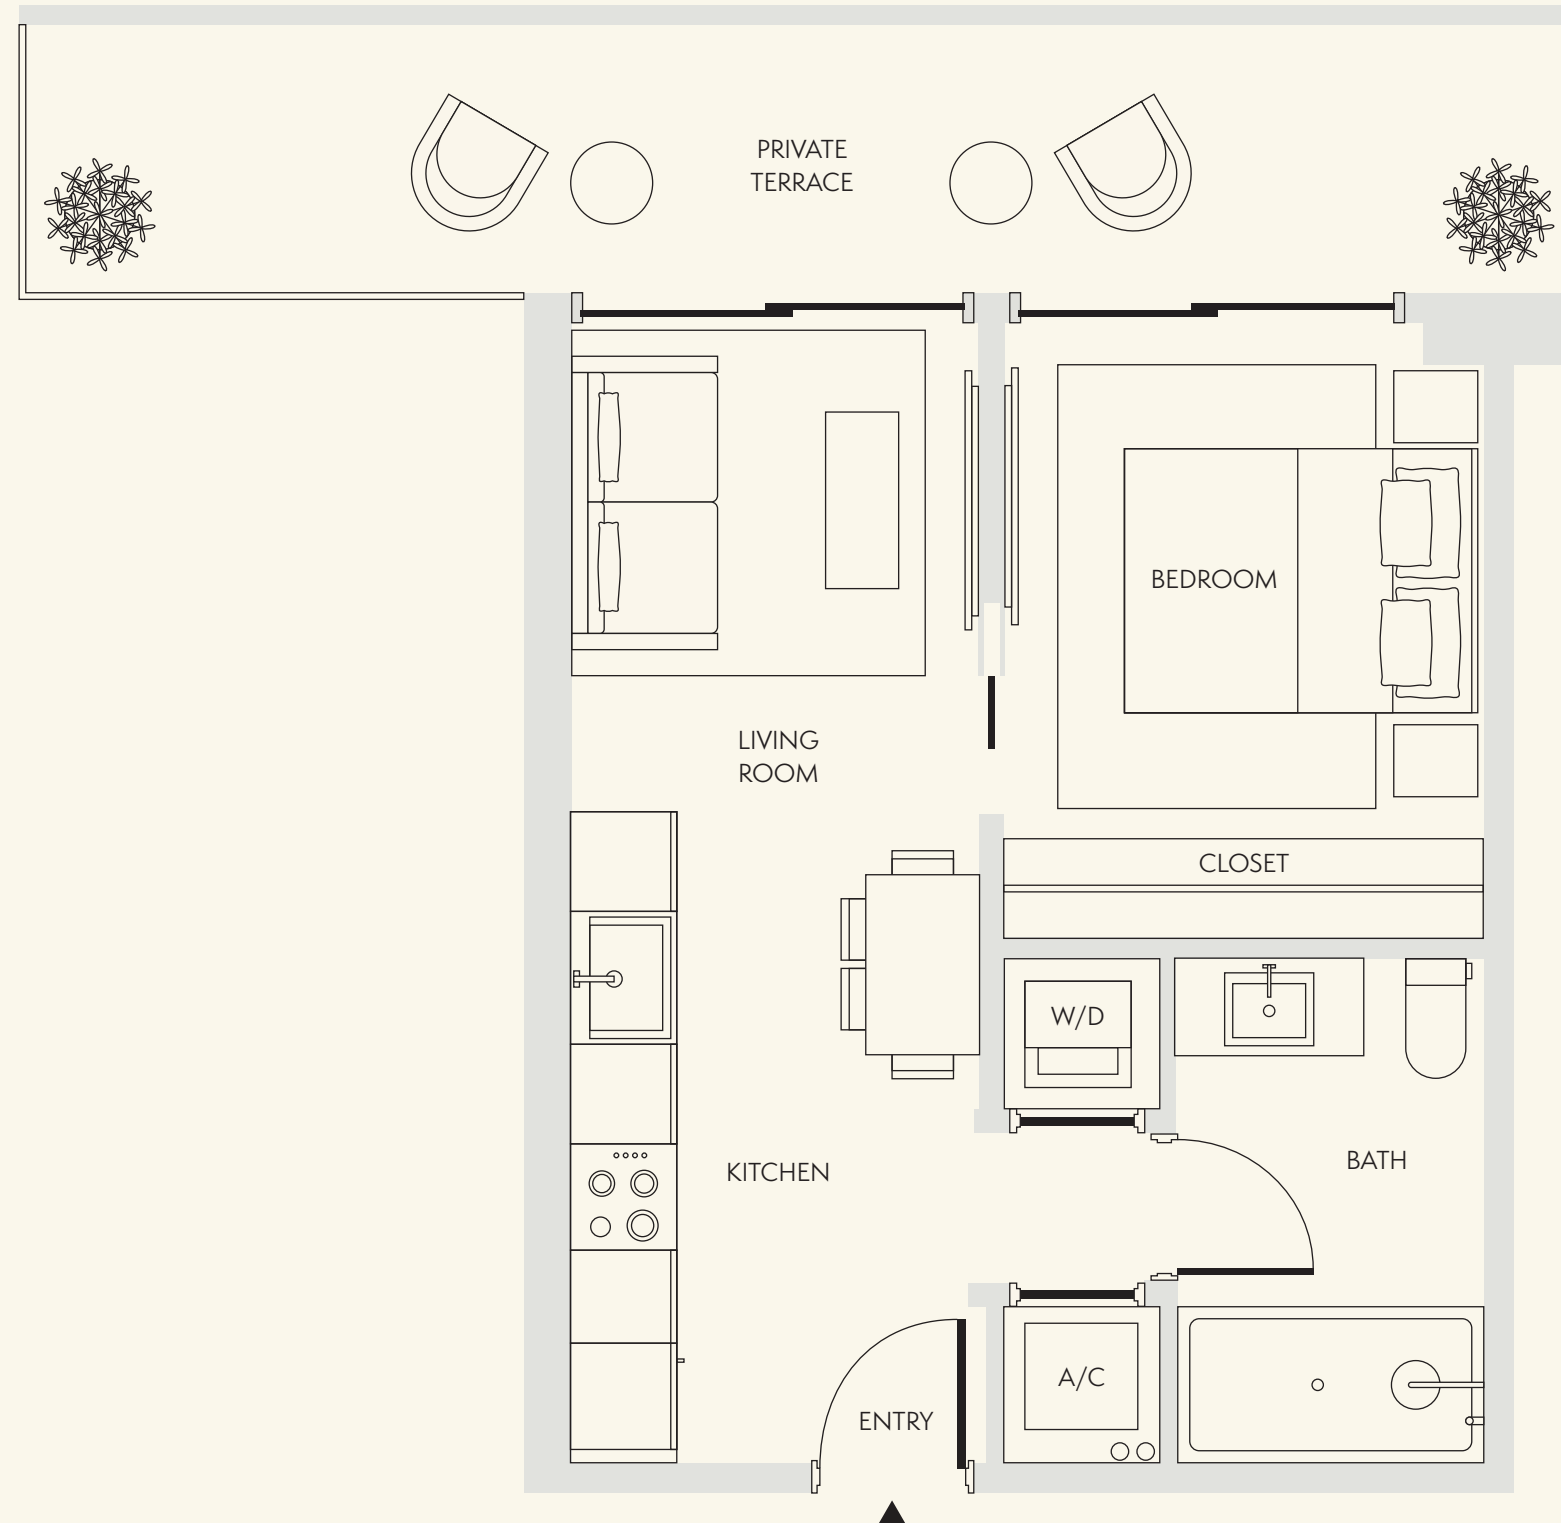 PRIVATE
TERRACE
BEDROOM
LIVING
ROOM
CLOSET
W/D
KITCHEN
BATH
A/C
ENTRY